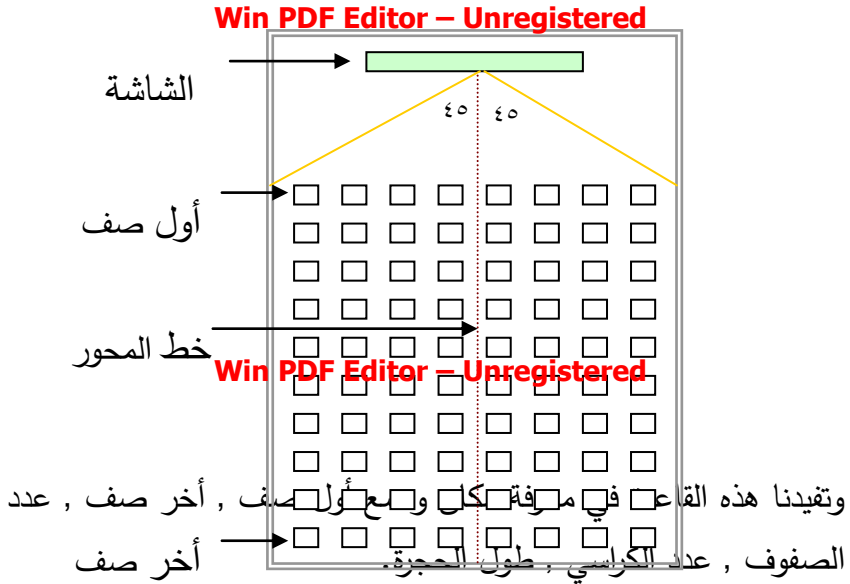 Win PDF Editor – Unregistered
الشاشة
٤٥ ٤٥
أول صف
خط المحور
Win PDF Editor – Unregistered
وتفيدنا هذه القاعدة في معرفة مكان وضع أول صف , أخر صف , عدد
الصفوف , عدد الكراسي , طول الحجرة.
أخر صف